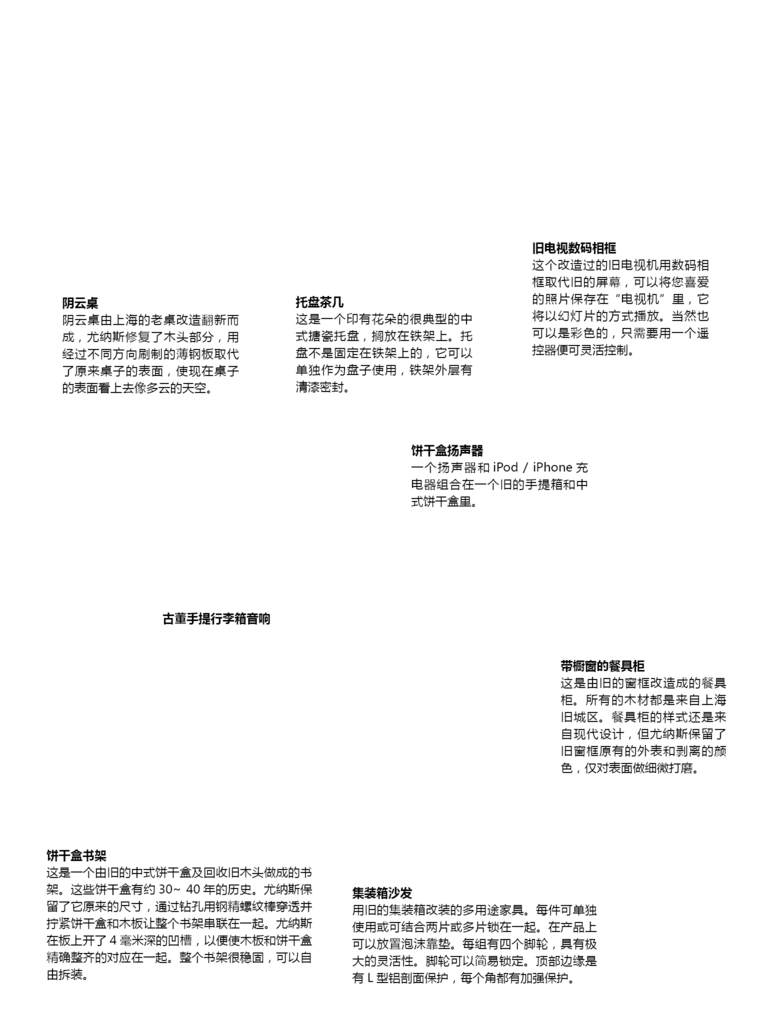 旧电视数码相框
这个改造过的旧电视机用数码相
框取代旧的屏幕，可以将您喜爱
的照片保存在“电视机”里，它
将以幻灯片的方式播放。当然也
可以是彩色的，只需要用一个遥
控器便可灵活控制。
阴云桌
阴云桌由上海的老桌改造翻新而
成，尤纳斯修复了木头部分，用
经过不同方向刷制的薄钢板取代
了原来桌子的表面，使现在桌子
的表面看上去像多云的天空。
托盘茶几
这是一个印有花朵的很典型的中
式搪瓷托盘，搁放在铁架上。托
盘不是固定在铁架上的，它可以
单独作为盘子使用，铁架外层有
清漆密封。
饼干盒扬声器
一个扬声器和 iPod / iPhone 充
电器组合在一个旧的手提箱和中
式饼干盒里。
古董手提行李箱音响
带橱窗的餐具柜
这是由旧的窗框改造成的餐具
柜。所有的木材都是来自上海
旧城区。餐具柜的样式还是来
自现代设计，但尤纳斯保留了
旧窗框原有的外表和剥离的颜
色，仅对表面做细微打磨。
饼干盒书架
这是一个由旧的中式饼干盒及回收旧木头做成的书
架。这些饼干盒有约 30~ 40 年的历史。尤纳斯保
留了它原来的尺寸，通过钻孔用钢精螺纹棒穿透并
拧紧饼干盒和木板让整个书架串联在一起。尤纳斯
在板上开了 4 毫米深的凹槽，以便使木板和饼干盒
精确整齐的对应在一起。整个书架很稳固，可以自
由拆装。
集装箱沙发
用旧的集装箱改装的多用途家具。每件可单独
使用或可结合两片或多片锁在一起。在产品上
可以放置泡沫靠垫。每组有四个脚轮，具有极
大的灵活性。脚轮可以简易锁定。顶部边缘是
有 L 型铝剖面保护，每个角都有加强保护。